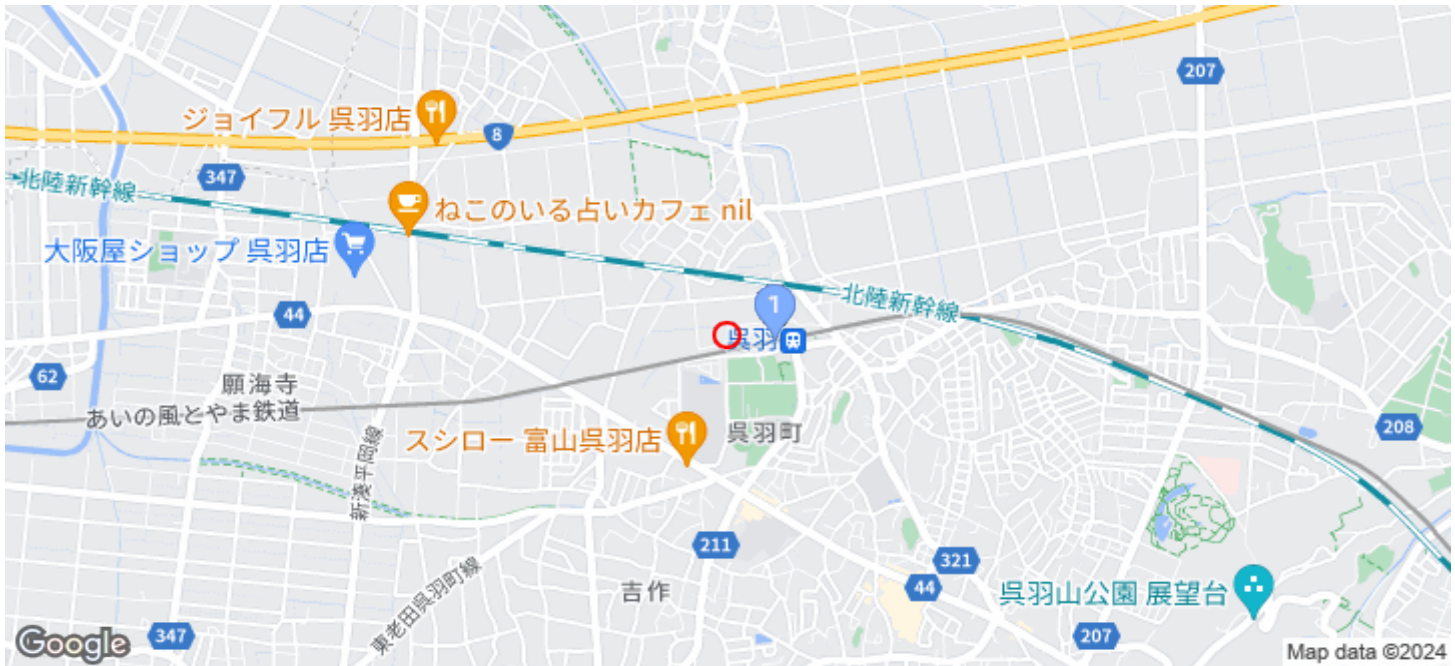 207
ジョイフル 呉羽店
8
347
北陸新幹線
ねこのいる占いカフェ nil
大阪屋ショップ 呉羽店
北陸新幹線
1
44
呉羽
62
願海寺
あいの風とやま鉄道
208
スシロー 富山呉羽店
呉羽町
新湊平岡線
211
321
44
吉作
呉羽山公園 展望台
東老田呉羽町線
347
207
Google
Map data ©2024